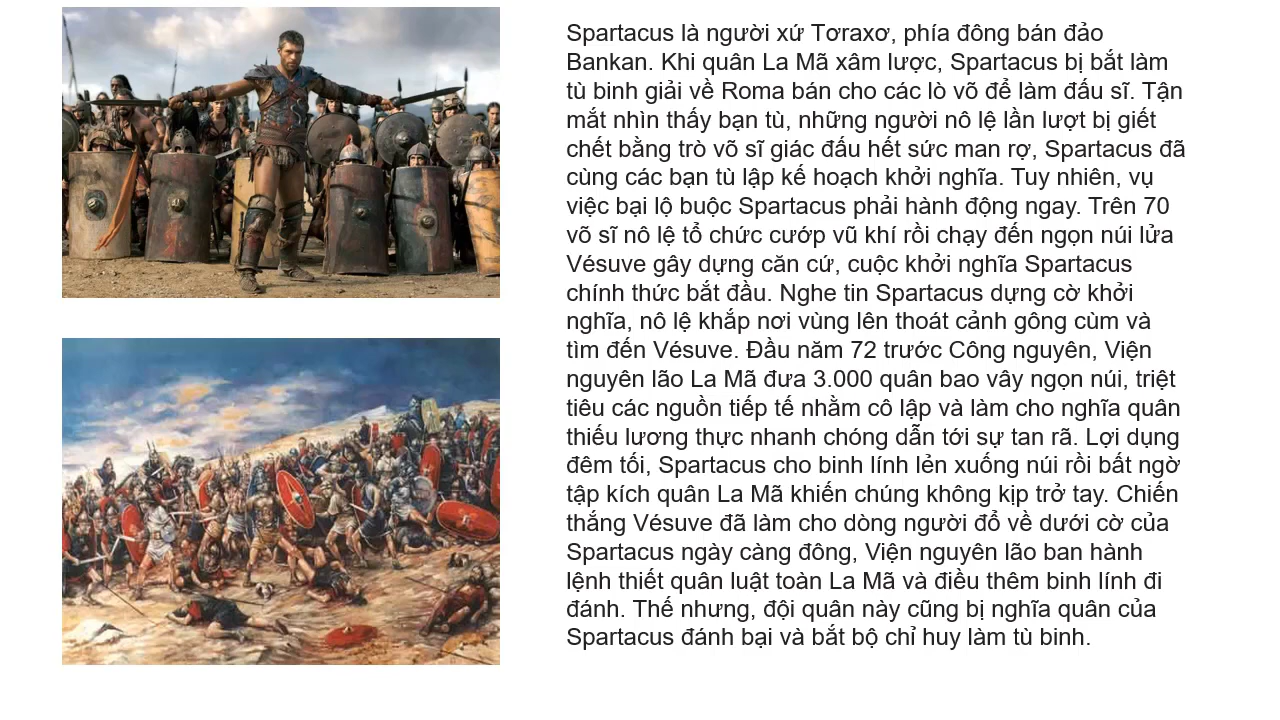 Spartacus là người xứ Tơraxơ, phía đông bán đảo
Bankan. Khi quân La Mã xâm lược, Spartacus bị bắt làm
tù binh giải về Roma bán cho các lò võ để làm đấu sĩ. Tận
mắt nhìn thấy bạn tù, những người nô lệ lần lượt bị giết
chết bằng trò võ sĩ giác đấu hết sức man rợ, Spartacus đã
cùng các bạn tù lập kế hoạch khởi nghĩa. Tuy nhiên, vụ
việc bại lộ buộc Spartacus phải hành động ngay. Trên 70
võ sĩ nô lệ tổ chức cướp vũ khí rồi chạy đến ngọn núi lửa
Vésuve gây dựng căn cứ, cuộc khởi nghĩa Spartacus
chính thức bắt đầu. Nghe tin Spartacus dựng cờ khởi
nghĩa, nô lệ khắp nơi vùng lên thoát cảnh gông cùm và
tìm đến Vésuve. Đầu năm 72 trước Công nguyên, Viện
nguyên lão La Mã đưa 3.000 quân bao vây ngọn núi, triệt
tiêu các nguồn tiếp tế nhằm cô lập và làm cho nghĩa quân
thiếu lương thực nhanh chóng dẫn tới sự tan rã. Lợi dụng
đêm tối, Spartacus cho binh lính lẻn xuống núi rồi bất ngờ
tập kích quân La Mã khiến chúng không kịp trở tay. Chiến
thắng Vésuve đã làm cho dòng người đổ về dưới cờ của
Spartacus ngày càng đông, Viện nguyên lão ban hành
lệnh thiết quân luật toàn La Mã và điều thêm binh lính đi
đánh. Thế nhưng, đội quân này cũng bị nghĩa quân của
Spartacus đánh bại và bắt bộ chỉ huy làm tù binh.